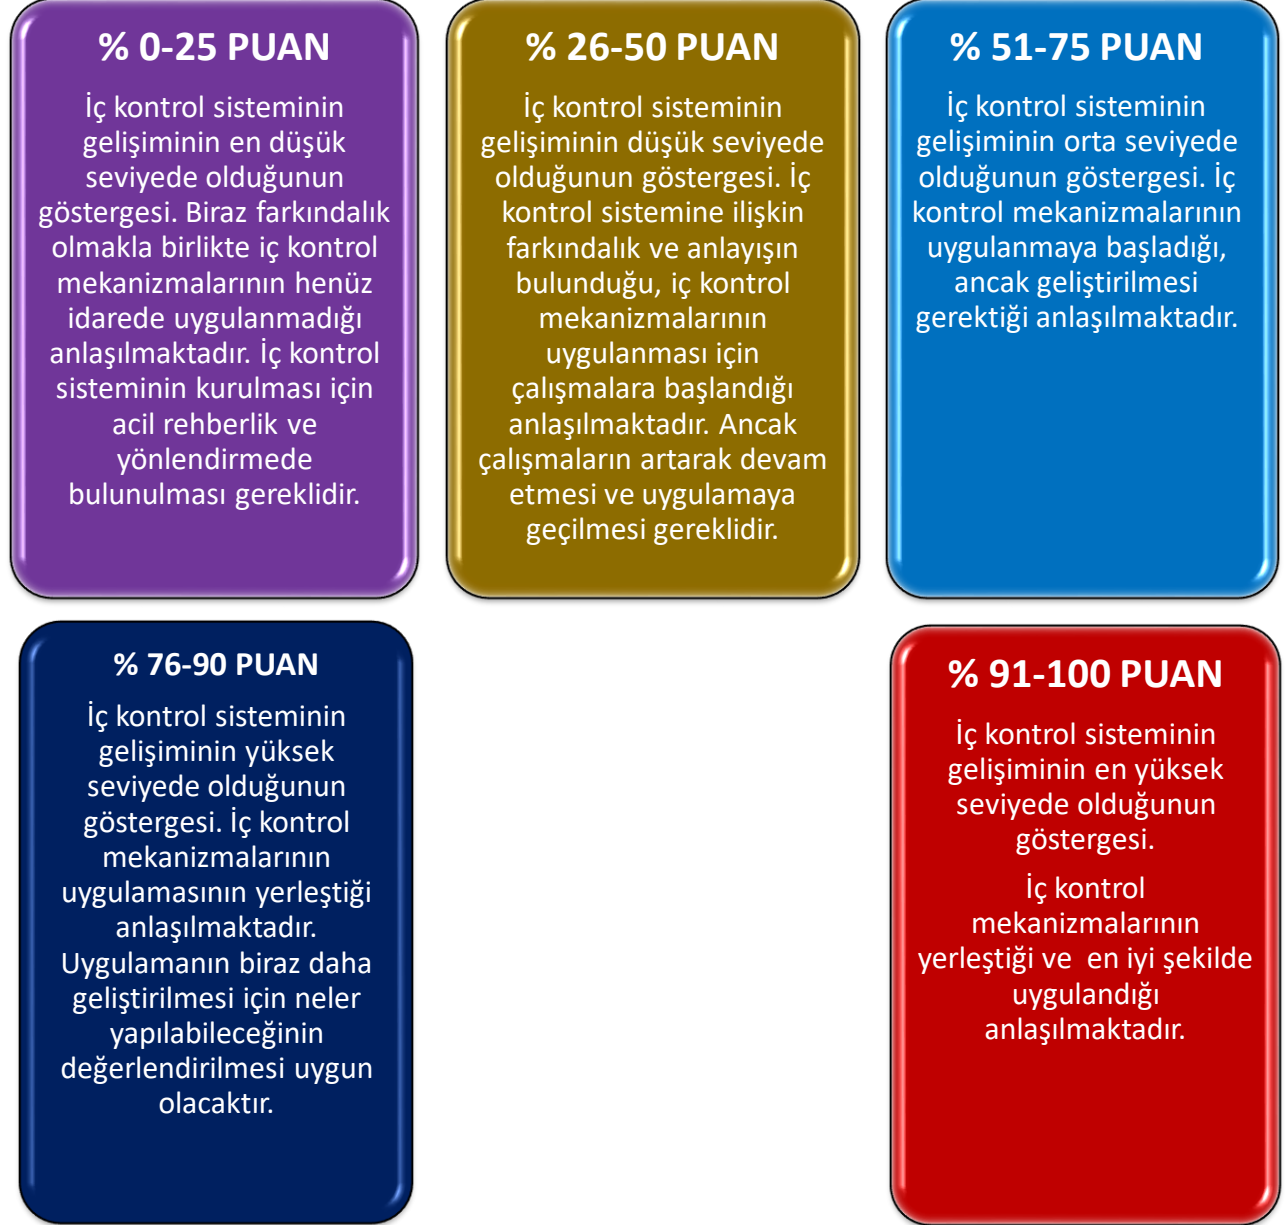 % 0-25 PUAN
İç kontrol sisteminin
gelişiminin en düşük
seviyede olduğunun
göstergesi. Biraz farkındalık
olmakla birlikte iç kontrol
mekanizmalarının henüz
idarede uygulanmadığı
anlaşılmaktadır. İç kontrol
sisteminin kurulması için
acil rehberlik ve
yönlendirmede
bulunulması gereklidir.
% 26-50 PUAN
İç kontrol sisteminin
gelişiminin düşük seviyede
olduğunun göstergesi. İç
kontrol sistemine ilişkin
farkındalık ve anlayışın
bulunduğu, iç kontrol
mekanizmalarının
uygulanması için
çalışmalara başlandığı
anlaşılmaktadır. Ancak
çalışmaların artarak devam
etmesi ve uygulamaya
geçilmesi gereklidir.
% 51-75 PUAN
İç kontrol sisteminin
gelişiminin orta seviyede
olduğunun göstergesi. İç
kontrol mekanizmalarının
uygulanmaya başladığı,
ancak geliştirilmesi
gerektiği anlaşılmaktadır.
% 76-90 PUAN
İç kontrol sisteminin
gelişiminin yüksek
seviyede olduğunun
göstergesi. İç kontrol
mekanizmalarının
uygulamasının yerleştiği
anlaşılmaktadır.
Uygulamanın biraz daha
geliştirilmesi için neler
yapılabileceğinin
değerlendirilmesi uygun
olacaktır.
% 91-100 PUAN
İç kontrol sisteminin
gelişiminin en yüksek
seviyede olduğunun
göstergesi.
İç kontrol
mekanizmalarının
yerleştiği ve  en iyi şekilde
uygulandığı
anlaşılmaktadır.